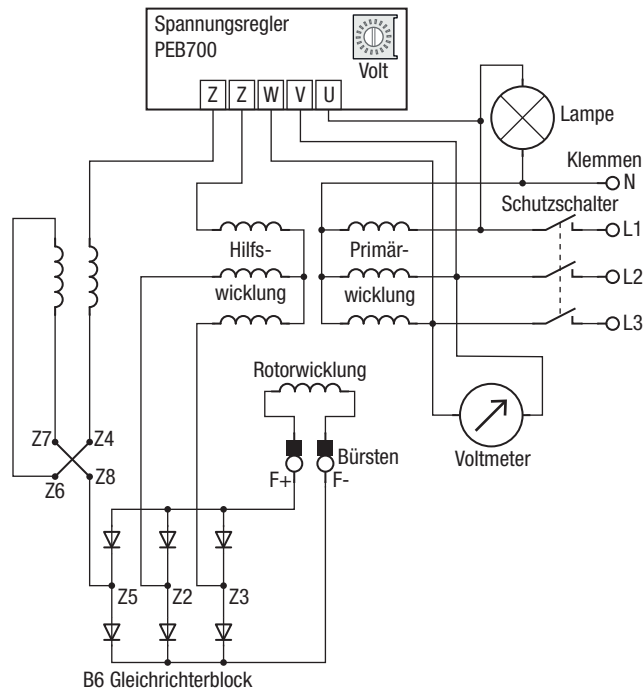 Spannungsregler
PEB700
Volt
Z Z W V U
Lampe
Klemmen
N
Schutzschalter
L1
Hilfs-
Primär-
L2
wicklung
wicklung
L3
Rotorwicklung
Voltmeter
Z7 Z4
Z6 Z8
Bürsten
F+ F-
Z5 Z2 Z3
B6 Gleichrichterblock